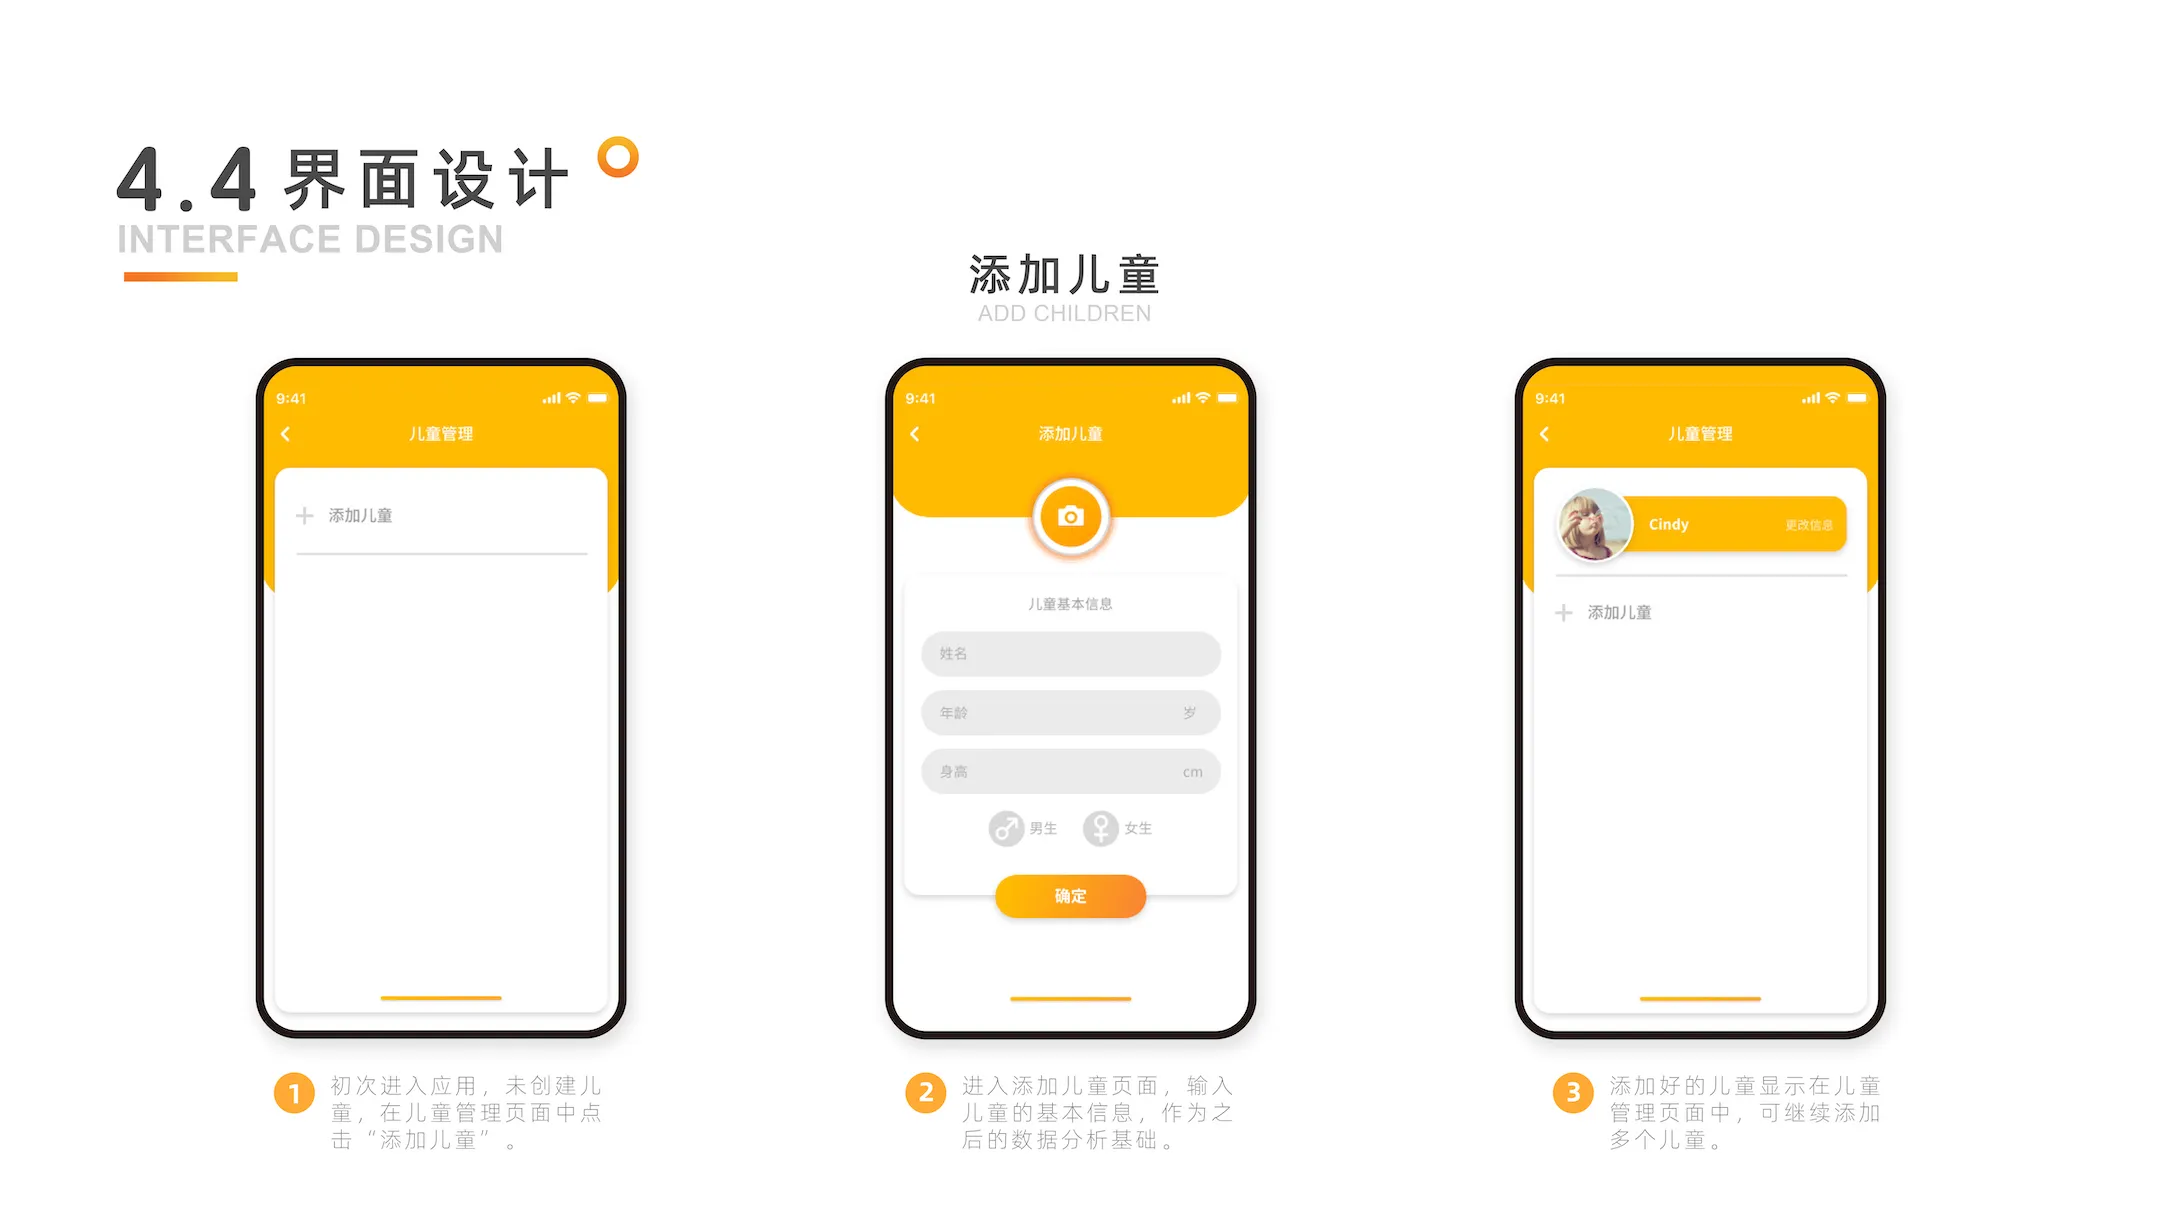 4.4 界面设计
INTERFACE DESIGN
添加儿童
ADD CHILDREN
9:41
儿童管理
添加儿童
9:41
添加儿童
儿童基本信息
姓名
年龄 岁
身高 cm
男生 女生
确定
9:41
儿童管理
Cindy 更改信息
添加儿童
1 初次进入应用，未创建儿
童，在儿童管理页面中点
击“添加儿童”。
2 进入添加儿童页面，输入
儿童的基本信息，作为之
后的数据分析基础。
3 添加好的儿童显示在儿童
管理页面中，可继续添加
多个儿童。